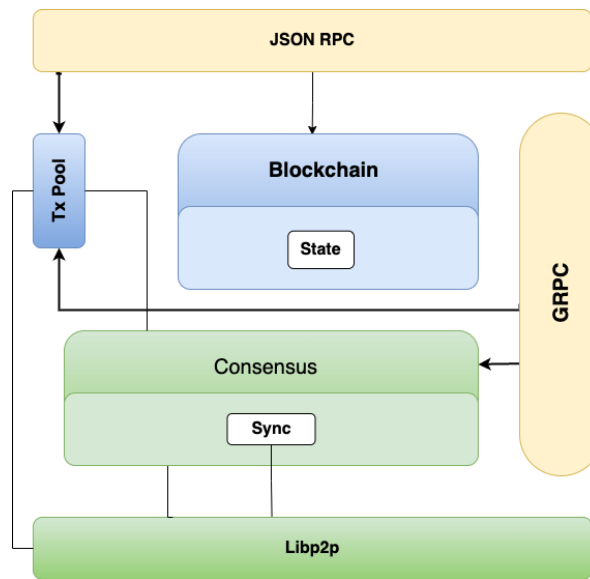 JSON RPC
Tx Pool
Blockchain
State
GRPC
Consensus
Sync
Libp2p